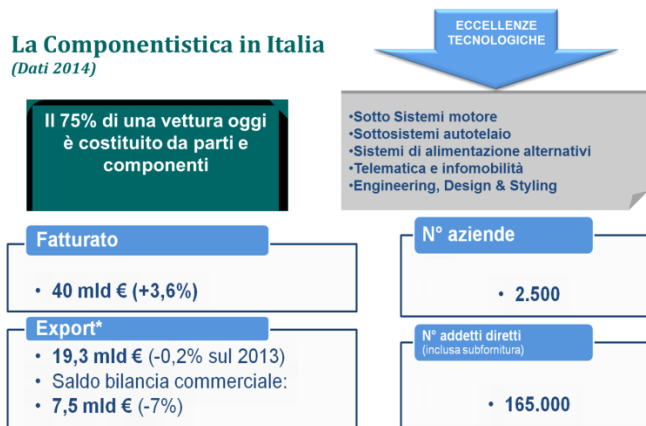 La Componentistica in Italia
(Dati 2014)
ECCELLENZE
TECNOLOGICHE
Il 75% di una vettura oggi
è costituito da parti e
componenti
•Sotto Sistemi motore
•Sottosistemi autotelaio
•Sistemi di alimentazione alternativi
•Telematica e infomobilità
•Engineering, Design & Styling
Fatturato
• 40 mld € (+3,6%)
N° aziende
• 2.500
Export*
• 19,3 mld € (-0,2% sul 2013)
• Saldo bilancia commerciale:
• 7,5 mld € (-7%)
N° addetti diretti
(inclusa subfornitura)
• 165.000